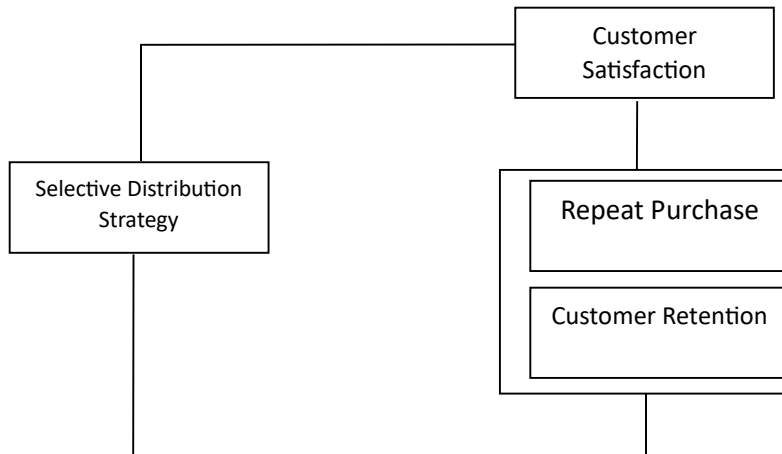 Customer
Satisfaction
Selective Distribution
Strategy
Repeat Purchase
Customer Retention